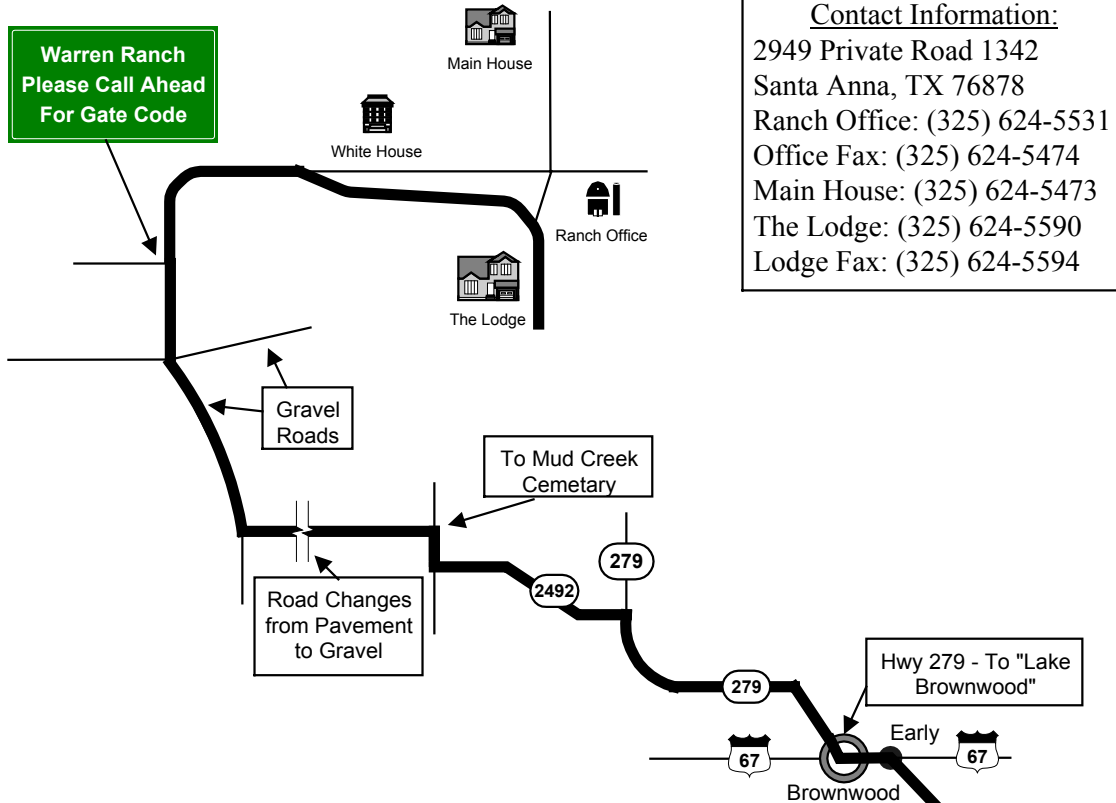 Warren Ranch
Please Call Ahead
For Gate Code
Main House
White House
Ranch Office
The Lodge
Contact Information:
2949 Private Road 1342
Santa Anna, TX 76878
Ranch Office: (325) 624-5531
Office Fax: (325) 624-5474
Main House: (325) 624-5473
The Lodge: (325) 624-5590
Lodge Fax: (325) 624-5594
Gravel
Roads
To Mud Creek
Cemetary
279
2492
Road Changes
from Pavement
to Gravel
279
Hwy 279 - To "Lake
Brownwood"
Early
67
67
Brownwood